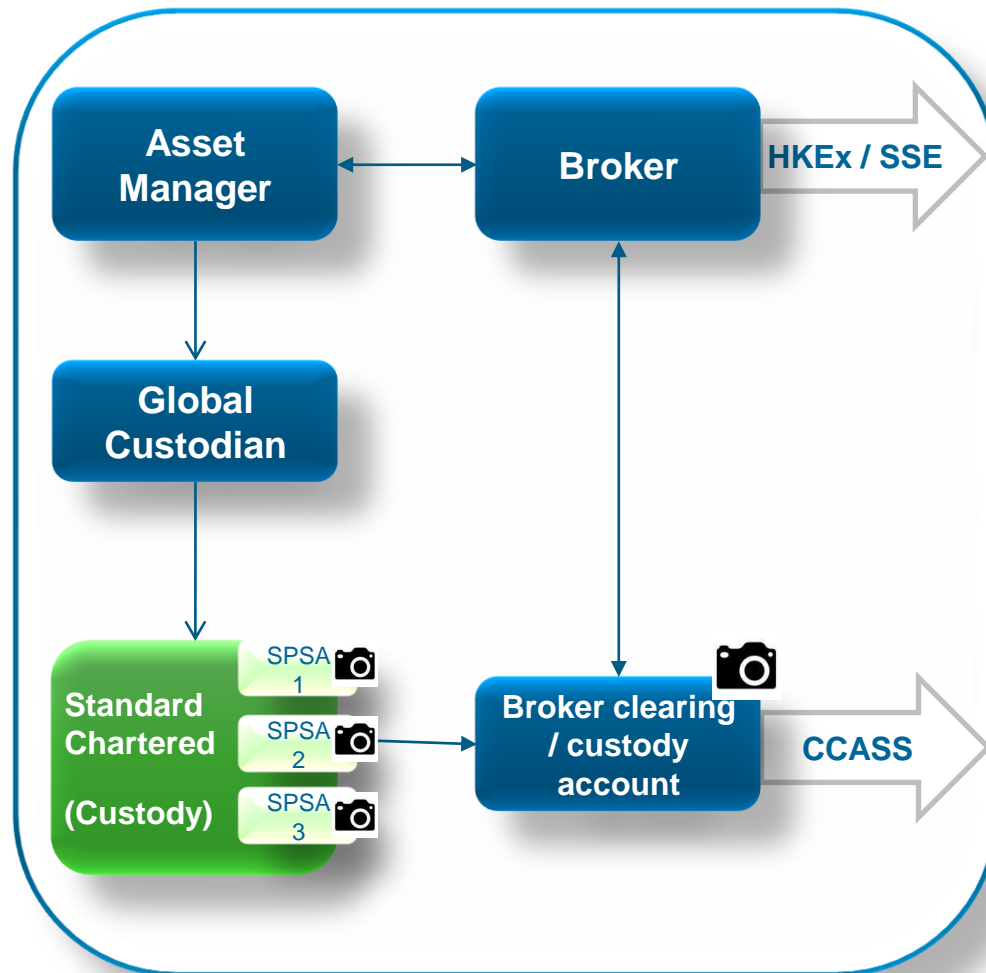 Asset
Manager
Broker
HKEx / SSE
Global
Custodian
Standard
Chartered
(Custody)
SPSA
1
SPSA
2
SPSA
3
Broker clearing
/ custody
account
CCASS